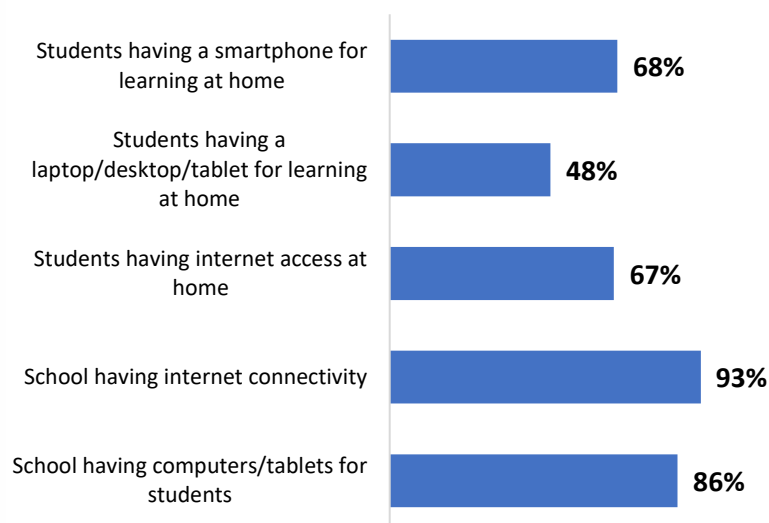 Students having a smartphone for
learning at home
68%
Students having a
laptop/desktop/tablet for learning
at home
48%
Students having internet access at
home
67%
School having internet connectivity
93%
School having computers/tablets for
students
86%